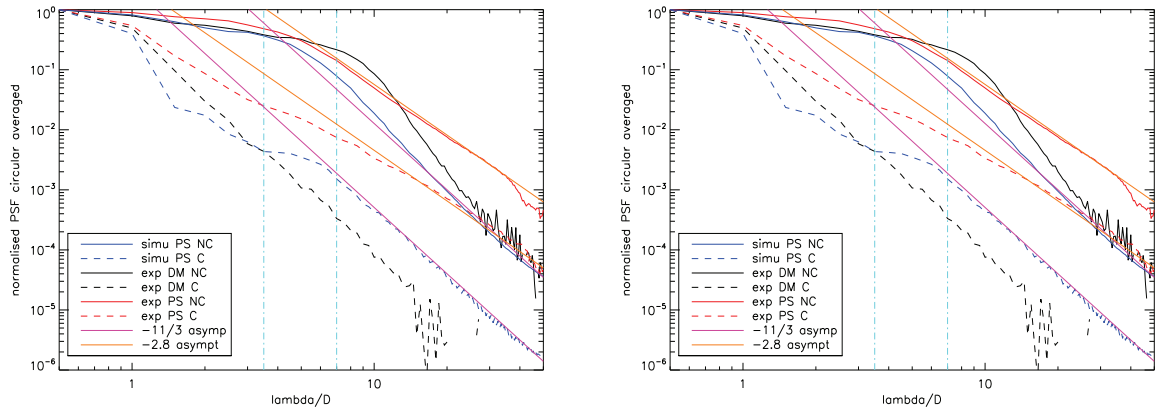 10^0
10^-1
10^-2
10^-3
10^-4
10^-5
10^-6
normalised PSF circular averaged
simu PS NC
simu PS C
exp DM NC
exp DM C
exp PS NC
exp PS C
-11/3 asymp
-2.8 asympt
1
10
lambda/D
10^0
10^-1
10^-2
10^-3
10^-4
10^-5
10^-6
normalised PSF circular averaged
simu PS NC
simu PS C
exp DM NC
exp DM C
exp PS NC
exp PS C
-11/3 asymp
-2.8 asympt
1
10
lambda/D